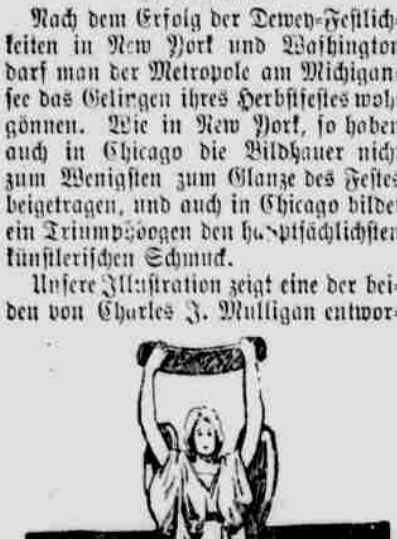 Nach dem Erfolg der Dewey-Festlich-
keiten in New York und Washington
darf man der Metropole am Michigan-
see das Gelingen ihres Herbstfestes wohl
gönnen. Wie in New York, so haben
auch in Chicago die Bildhauer nicht
zum Wenigsten zum Glanze des Festes
beigetragen, und auch in Chicago bildet
ein Triumphbogen den hauptsächlichsten
künstlerischen Schmuck.
Unsere Illustration zeigt eine der bei-
den von Charles J. Mulligan entwor-